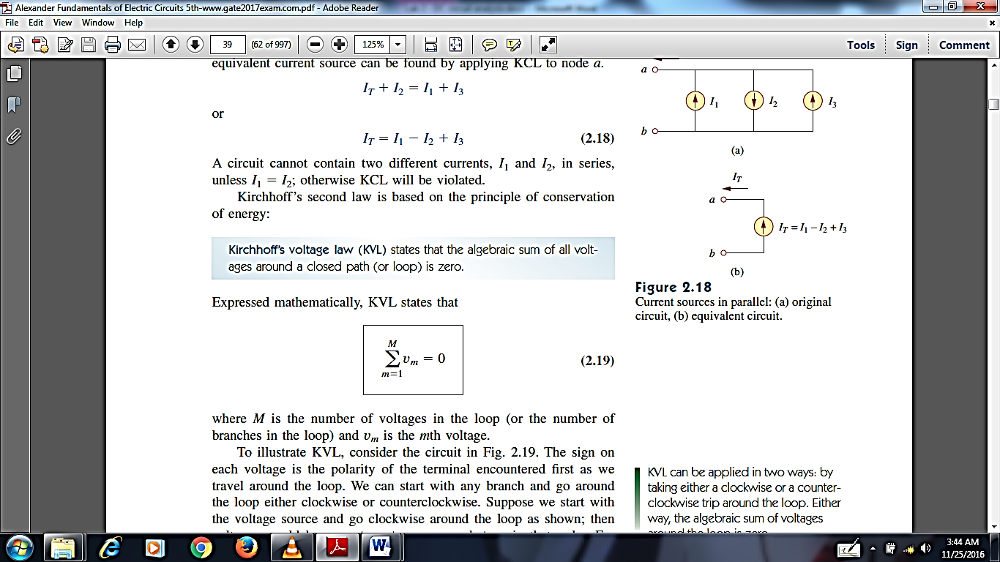 Alexander Fundamentals of Electric Circuits 5th-www.gate2017exam.com.pdf - Adobe Reader
File Edit View Window Help
39 (62 of 997) 125% Tools Sign Comment
equivalent current source can be found by applying KCL to node a.
I_T + I_2 = I_1 + I_3
or
I_T = I_1 − I_2 + I_3 (2.18)
A circuit cannot contain two different currents, I_1 and I_2, in series,
unless I_1 = I_2; otherwise KCL will be violated.
Kirchhoff's second law is based on the principle of conservation
of energy:
Kirchhoff's voltage law (KVL) states that the algebraic sum of all volt-
ages around a closed path (or loop) is zero.
Expressed mathematically, KVL states that
M
∑ v_m = 0 (2.19)
m=1
where M is the number of voltages in the loop (or the number of
branches in the loop) and v_m is the mth voltage.
To illustrate KVL, consider the circuit in Fig. 2.19. The sign on
each voltage is the polarity of the terminal encountered first as we
travel around the loop. We can start with any branch and go around
the loop either clockwise or counterclockwise. Suppose we start with
the voltage source and go clockwise around the loop as shown; then
a
I_1 I_2 I_3
b
(a)
I_T
a
I_T = I_1 − I_2 + I_3
b
(b)
Figure 2.18
Current sources in parallel: (a) original
circuit, (b) equivalent circuit.
KVL can be applied in two ways: by
taking either a clockwise or a counter-
clockwise trip around the loop. Either
way, the algebraic sum of voltages
around the loop is zero.
3:44 AM
11/25/2016